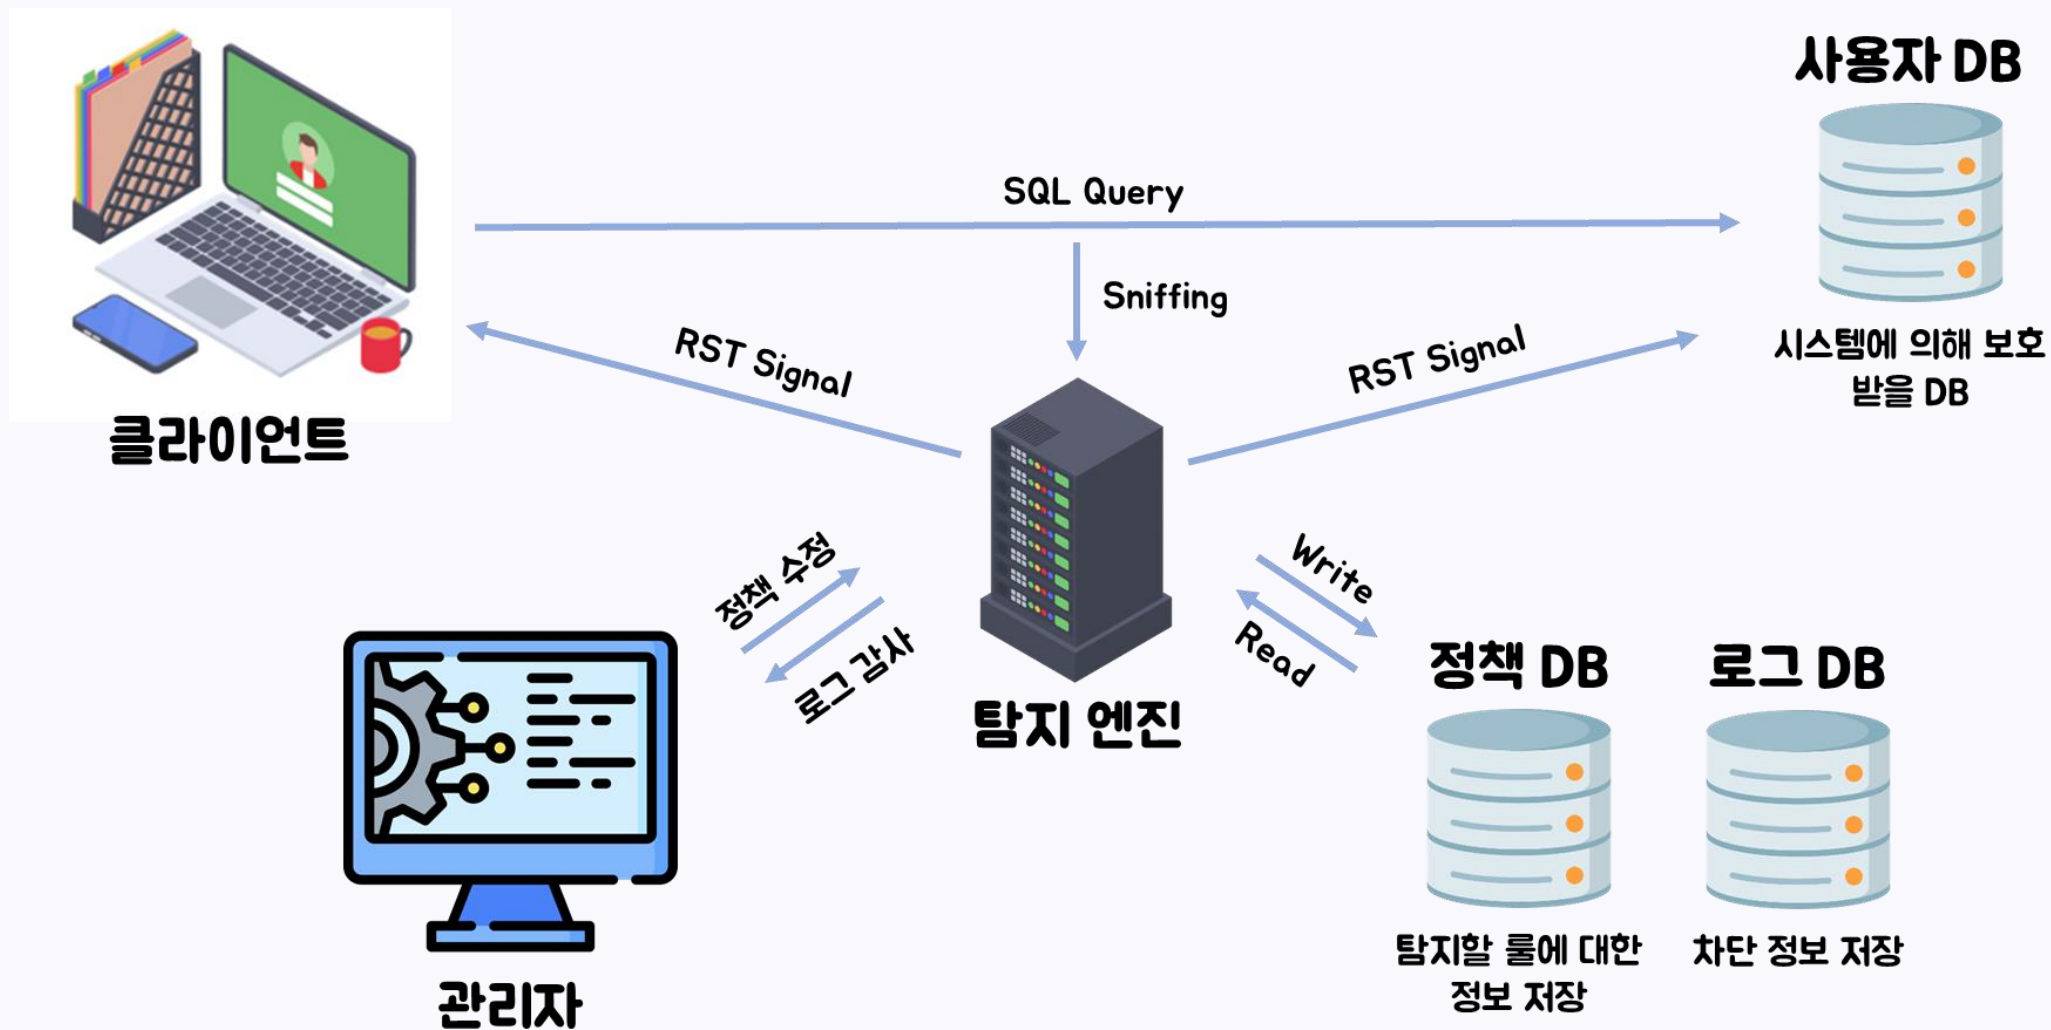 사용자 DB
SQL Query
Sniffing
RST Signal
RST Signal
시스템에 의해 보호
받을 DB
클라이언트
정책 수정
로그 감사
Write
Read
탐지 엔진
정책 DB
로그 DB
탐지할 룰에 대한
정보 저장
차단 정보 저장
관리자